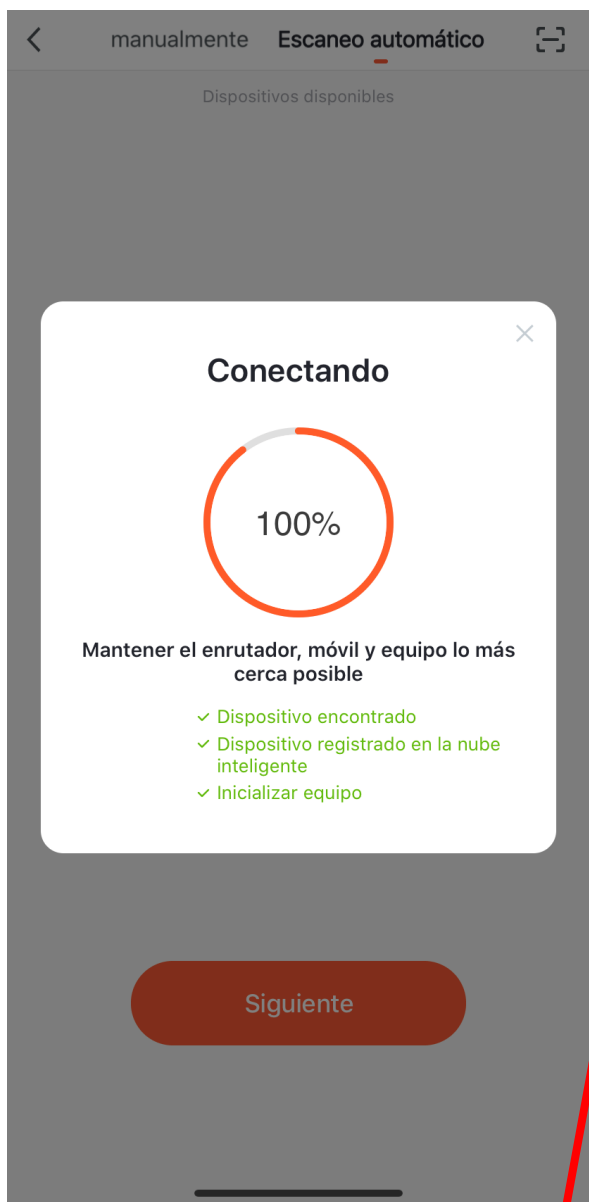 manualmente Escaneo automático
Dispositivos disponibles
Conectando
100%
Mantener el enrutador, móvil y equipo lo más
cerca posible
Dispositivo encontrado
Dispositivo registrado en la nube
inteligente
Inicializar equipo
Siguiente